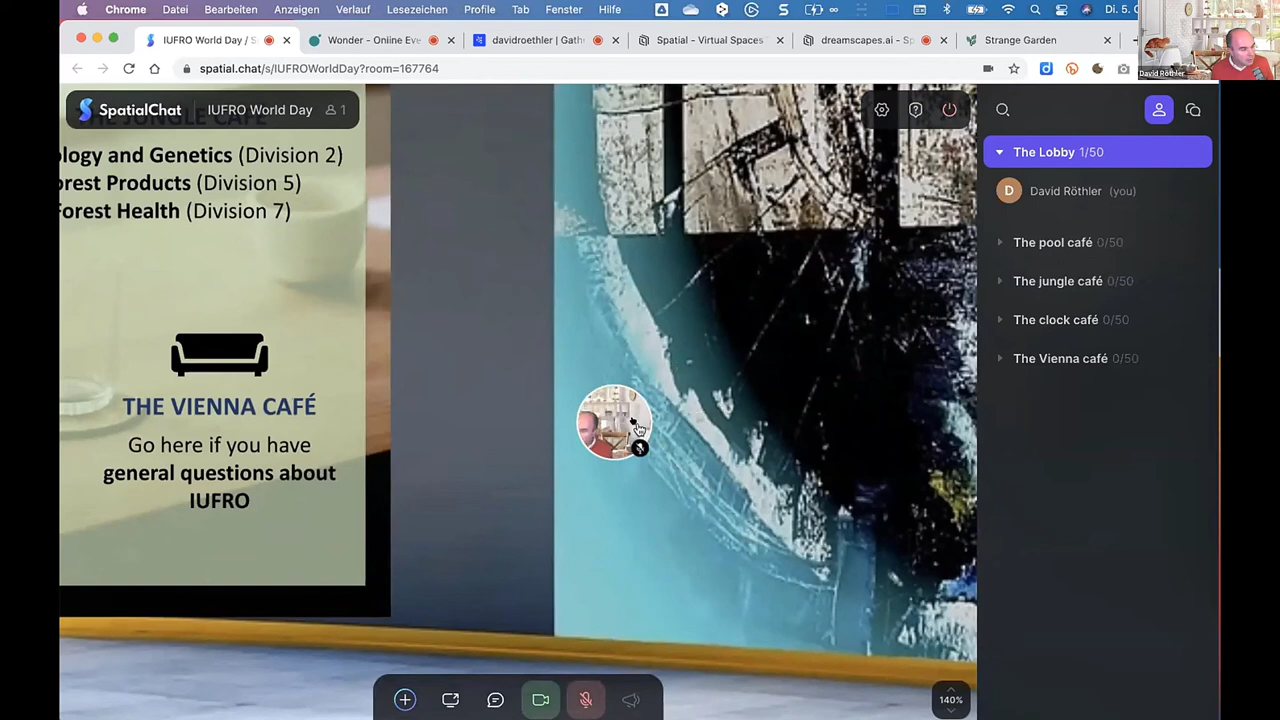 Chrome Datei Bearbeiten Anzeigen Verlauf Lesezeichen Profile Tab Fenster Hilfe Di. 5. O
IUFRO World Day / S
Wonder - Online Eve
davidroehler | Gath
Spatial - Virtual Spaces
dreamscapes.ai - Sp
Strange Garden
David Röthler
spatial.chat/s/IUFROWorldDay?room=167764
SpatialChat IUFRO World Day 1
ology and Genetics (Division 2)
orest Products (Division 5)
Forest Health (Division 7)
THE VIENNA CAFÉ
Go here if you have
general questions about
IUFRO
The Lobby 1/50
D David Röthler (you)
The pool café 0/50
The jungle café 0/50
The clock café 0/50
The Vienna café 0/50
140%